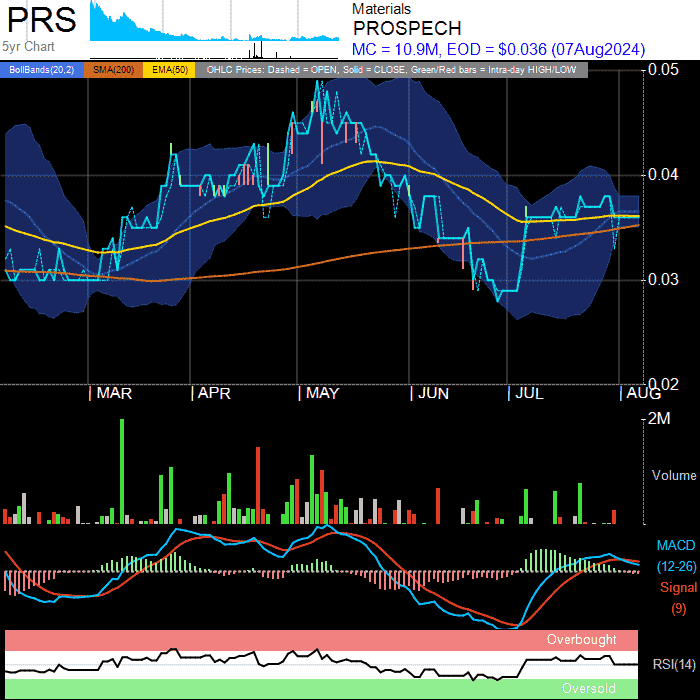 PRS
5yr Chart
Materials
PROSPECH
MC = 10.9M, EOD = $0.036 (07Aug2024)
BollBands(20,2) SMA(200) EMA(50) OHLC Prices: Dashed = OPEN, Solid = CLOSE, Green/Red bars = Intra-day HIGH/LOW
0.05
0.04
0.03
0.02
MAR APR MAY JUN JUL AUG
2M
Volume
MACD
(12-26)
Signal
(9)
Overbought
RSI(14)
Oversold